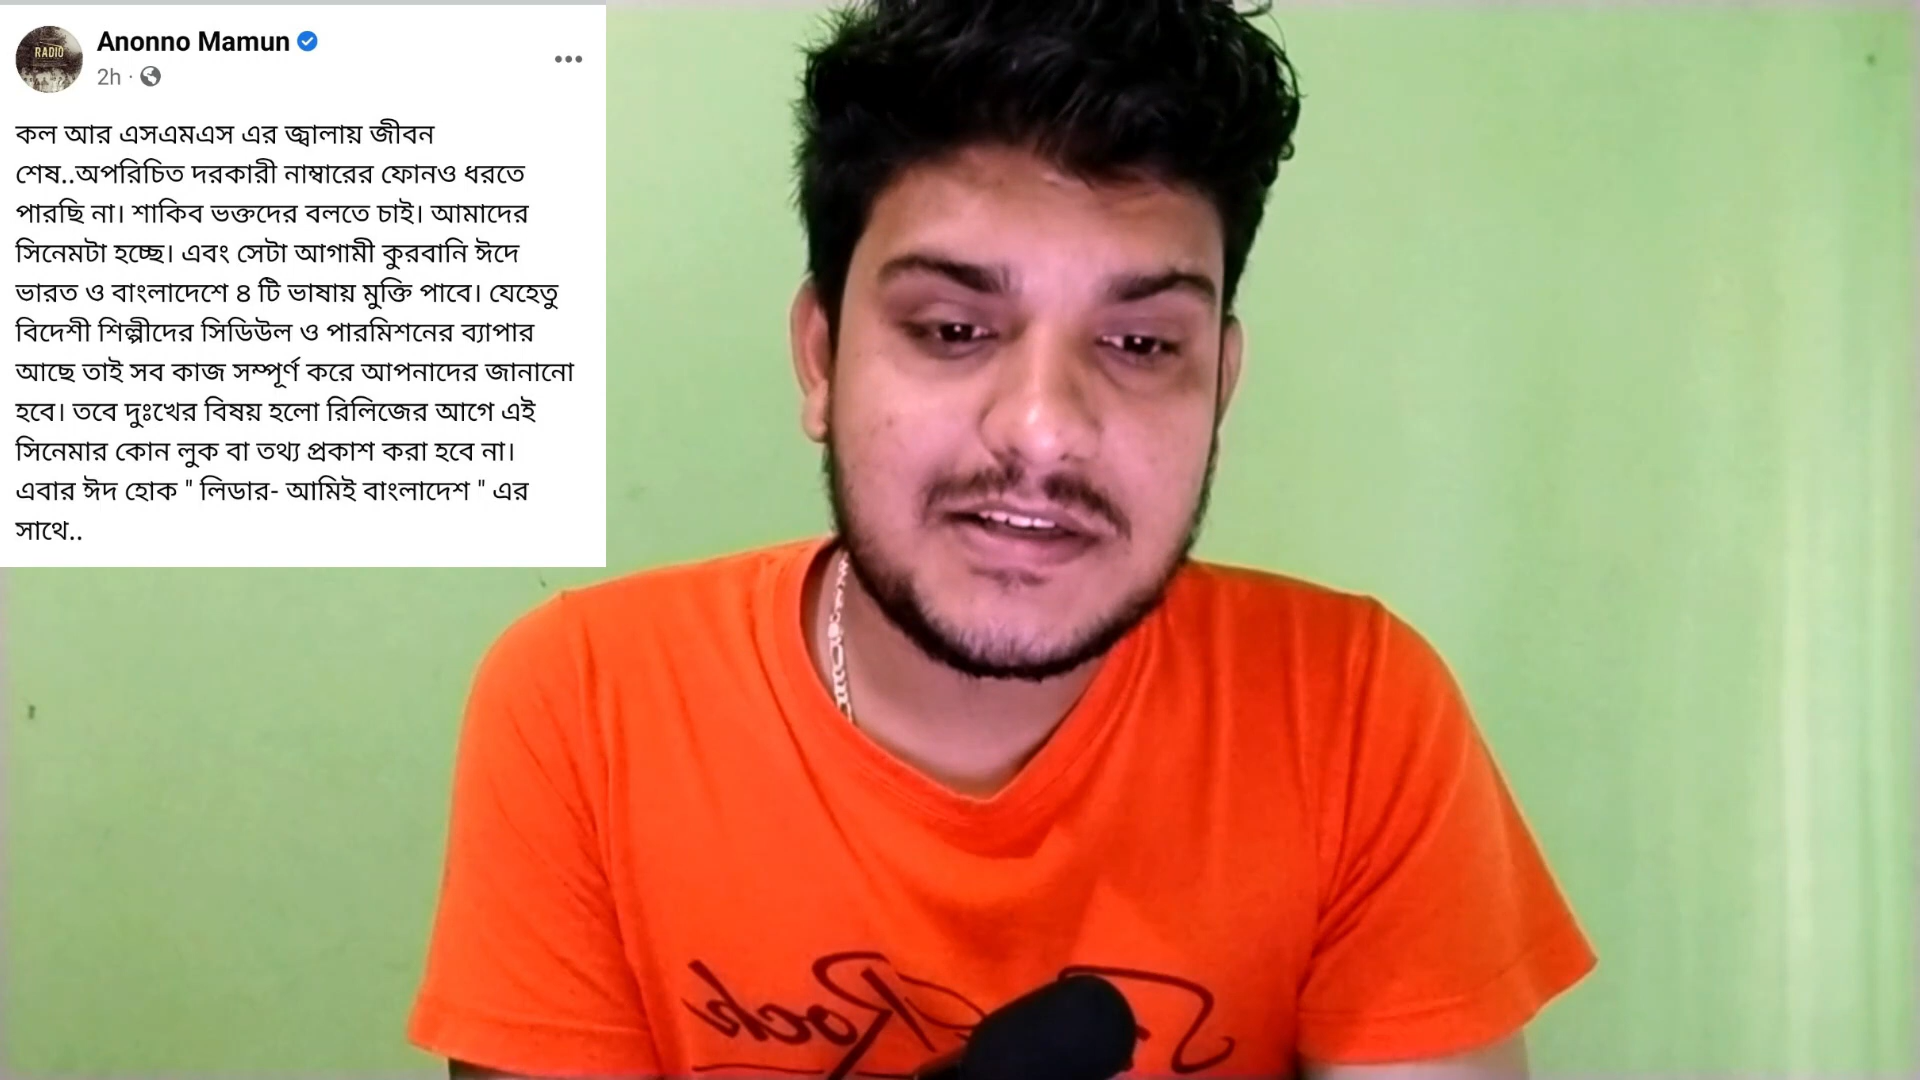 RADIO
Anonno Mamun
2h
কল আর এসএমএস এর জ্বালায় জীবন
শেষ..অপরিচিত দরকারী নাম্বারের ফোনও ধরতে
পারছি না। শাকিব ভক্তদের বলতে চাই। আমাদের
সিনেমটা হচ্ছে। এবং সেটা আগামী কুরবানি ঈদে
ভারত ও বাংলাদেশে ৪ টি ভাষায় মুক্তি পাবে। যেহেতু
বিদেশী শিল্পীদের সিডিউল ও পারমিশনের ব্যাপার
আছে তাই সব কাজ সম্পূর্ণ করে আপনাদের জানানো
হবে। তবে দুঃখের বিষয় হলো রিলিজের আগে এই
সিনেমার কোন লুক বা তথ্য প্রকাশ করা হবে না।
এবার ঈদ হোক " লিডার- আমিই বাংলাদেশ " এর
সাথে..
Rock